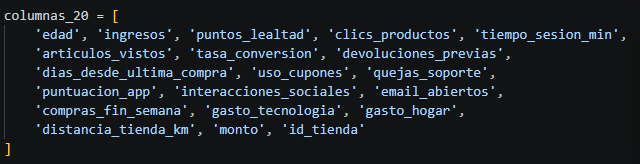 columnas_20 = [
    'edad', 'ingresos', 'puntos_lealtad', 'clics_productos', 'tiempo_sesion_min',
    'articulos_vistos', 'tasa_conversion', 'devoluciones_previas',
    'dias_desde_ultima_compra', 'uso_cupones', 'quejas_soporte',
    'puntuacion_app', 'interacciones_sociales', 'email_abiertos',
    'compras_fin_semana', 'gasto_tecnologia', 'gasto_hogar',
    'distancia_tienda_km', 'monto', 'id_tienda'
]